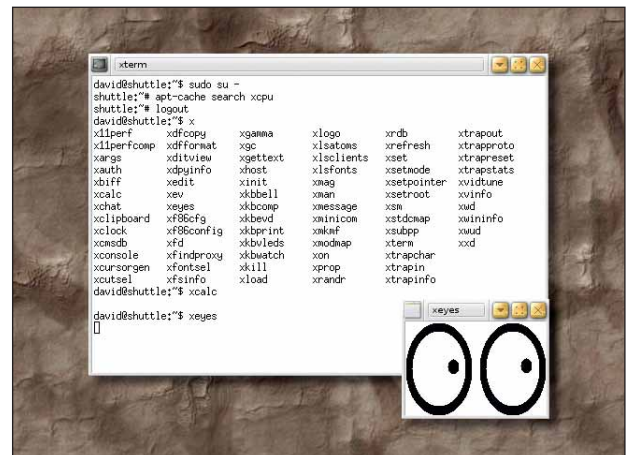 xterm
david@shuttle:~$ sudo su -
shuttle:~# apt-cache search xcpu
shuttle:~# logout
david@shuttle:~$ x
x11perf xdfcopy xgamma xlogo xrdb xtrapout
x11perfcomp xdfformat xgc xlsatoms xrefresh xtrapproto
xargs xditview xgettext xlsclients xset xtrapreset
xauth xdpyinfo xhost xlsfonts xsetmode xtrapstats
xbiff xedit xinit xmag xsetpointer xvidtune
xcalc xev xkbbell xman xsetroot xvinfo
xchat xeyes xkbcomp xmessage xsm xwd
xclipboard xf86cfg xkbevd xminicom xstdcmap xwininfo
xclock xf86config xkbprint xmkmf xsubpp xwud
xcmsdb xfd xkbvleds xmodmap xterm xxd
xconsole xfindproxy xkbwatch xon xtrapchar
xcursorgen xfontsel xkill xprop xtrapin
xcutsel xfsinfo xload xrandr xtrapinfo
david@shuttle:~$ xcalc
david@shuttle:~$ xeyes
xeyes